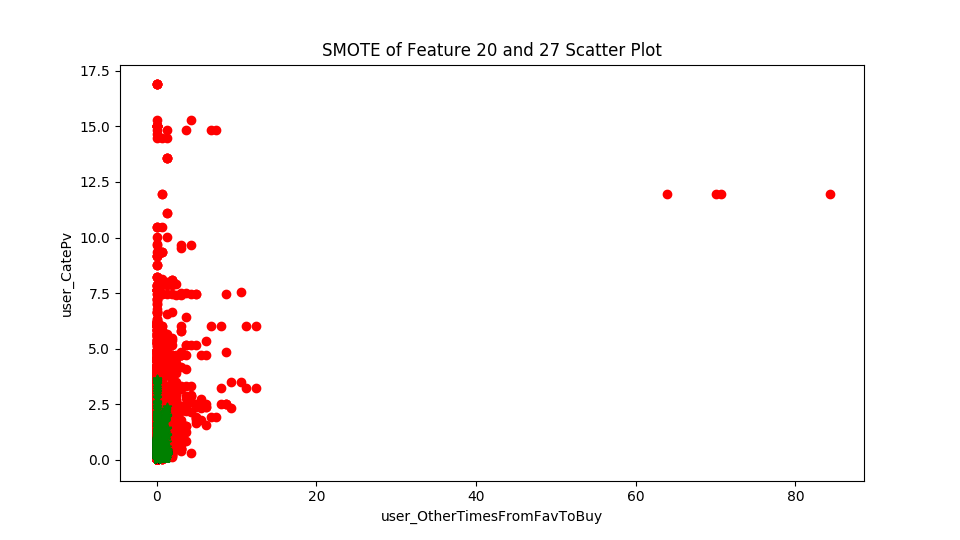 SMOTE of Feature 20 and 27 Scatter Plot
17.5
15.0
12.5
10.0
7.5
5.0
2.5
0.0
user_CatePv
0 20 40 60 80
user_OtherTimesFromFavToBuy